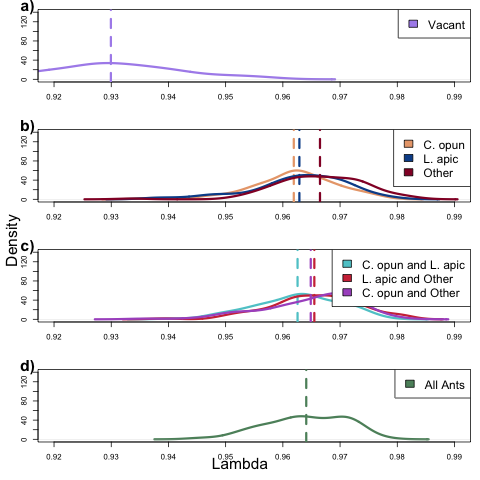 a)
Vacant
0 40 80 120
0.92 0.93 0.94 0.95 0.96 0.97 0.98 0.99
b)
C. opun
L. apic
Other
0 40 80 120
0.92 0.93 0.94 0.95 0.96 0.97 0.98 0.99
Density
c)
C. opun and L. apic
L. apic and Other
C. opun and Other
0 40 80 120
0.92 0.93 0.94 0.95 0.96 0.97 0.98 0.99
d)
All Ants
0 40 80 120
0.92 0.93 0.94 0.95 0.96 0.97 0.98 0.99
Lambda